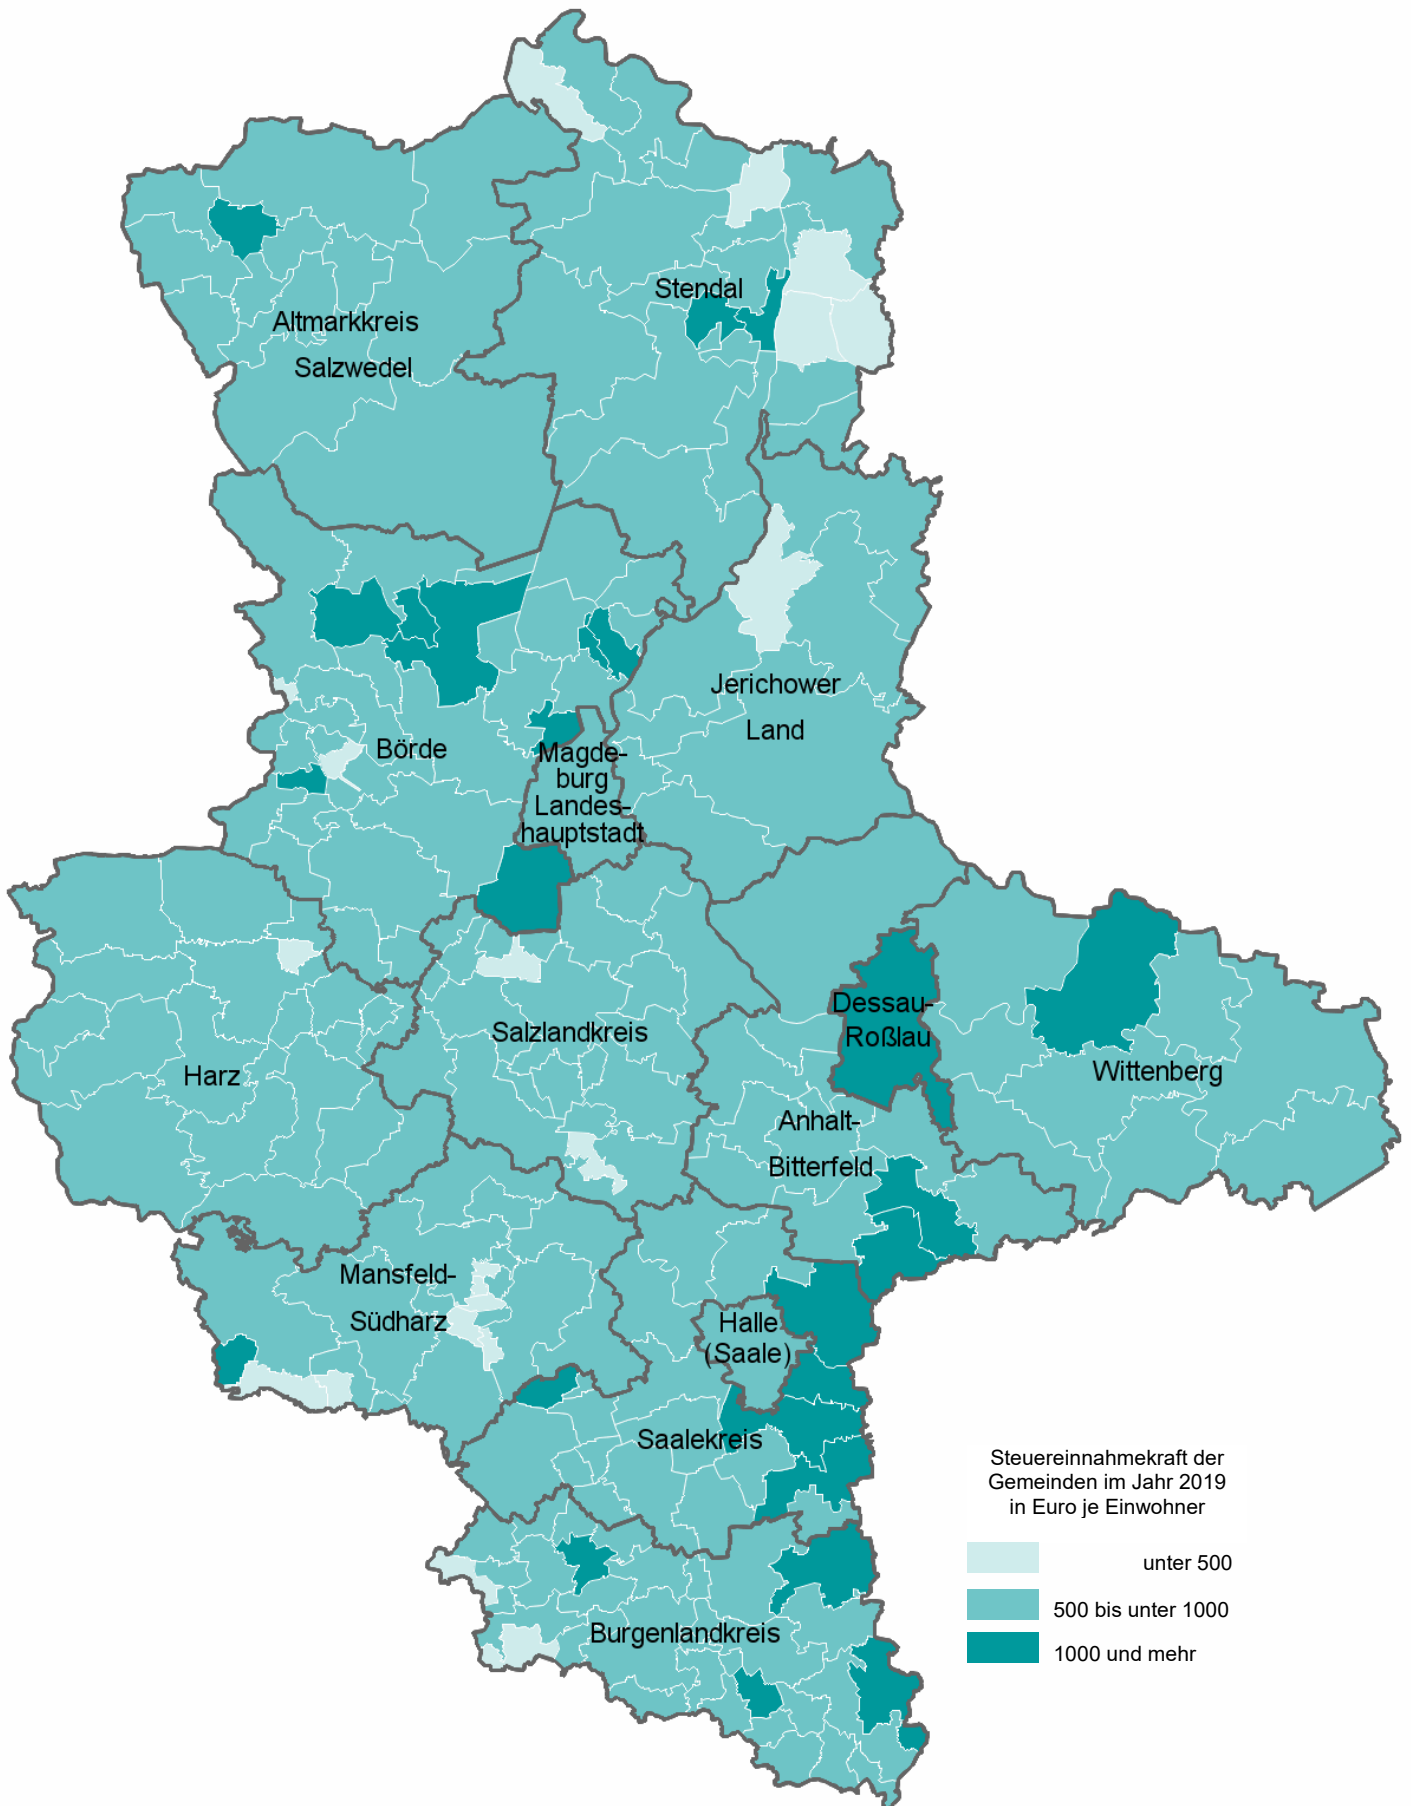 Stendal
Altmarkkreis
Salzwedel
Jerichower
Land
Börde
Magde-
burg
Landes-
hauptstadt
Dessau-
Roßlau
Salzlandkreis
Harz
Wittenberg
Anhalt-
Bitterfeld
Mansfeld-
Südharz
Halle
(Saale)
Saalekreis
Burgenlandkreis
Steuereinnahmekraft der
Gemeinden im Jahr 2019
in Euro je Einwohner
unter 500
500 bis unter 1000
1000 und mehr